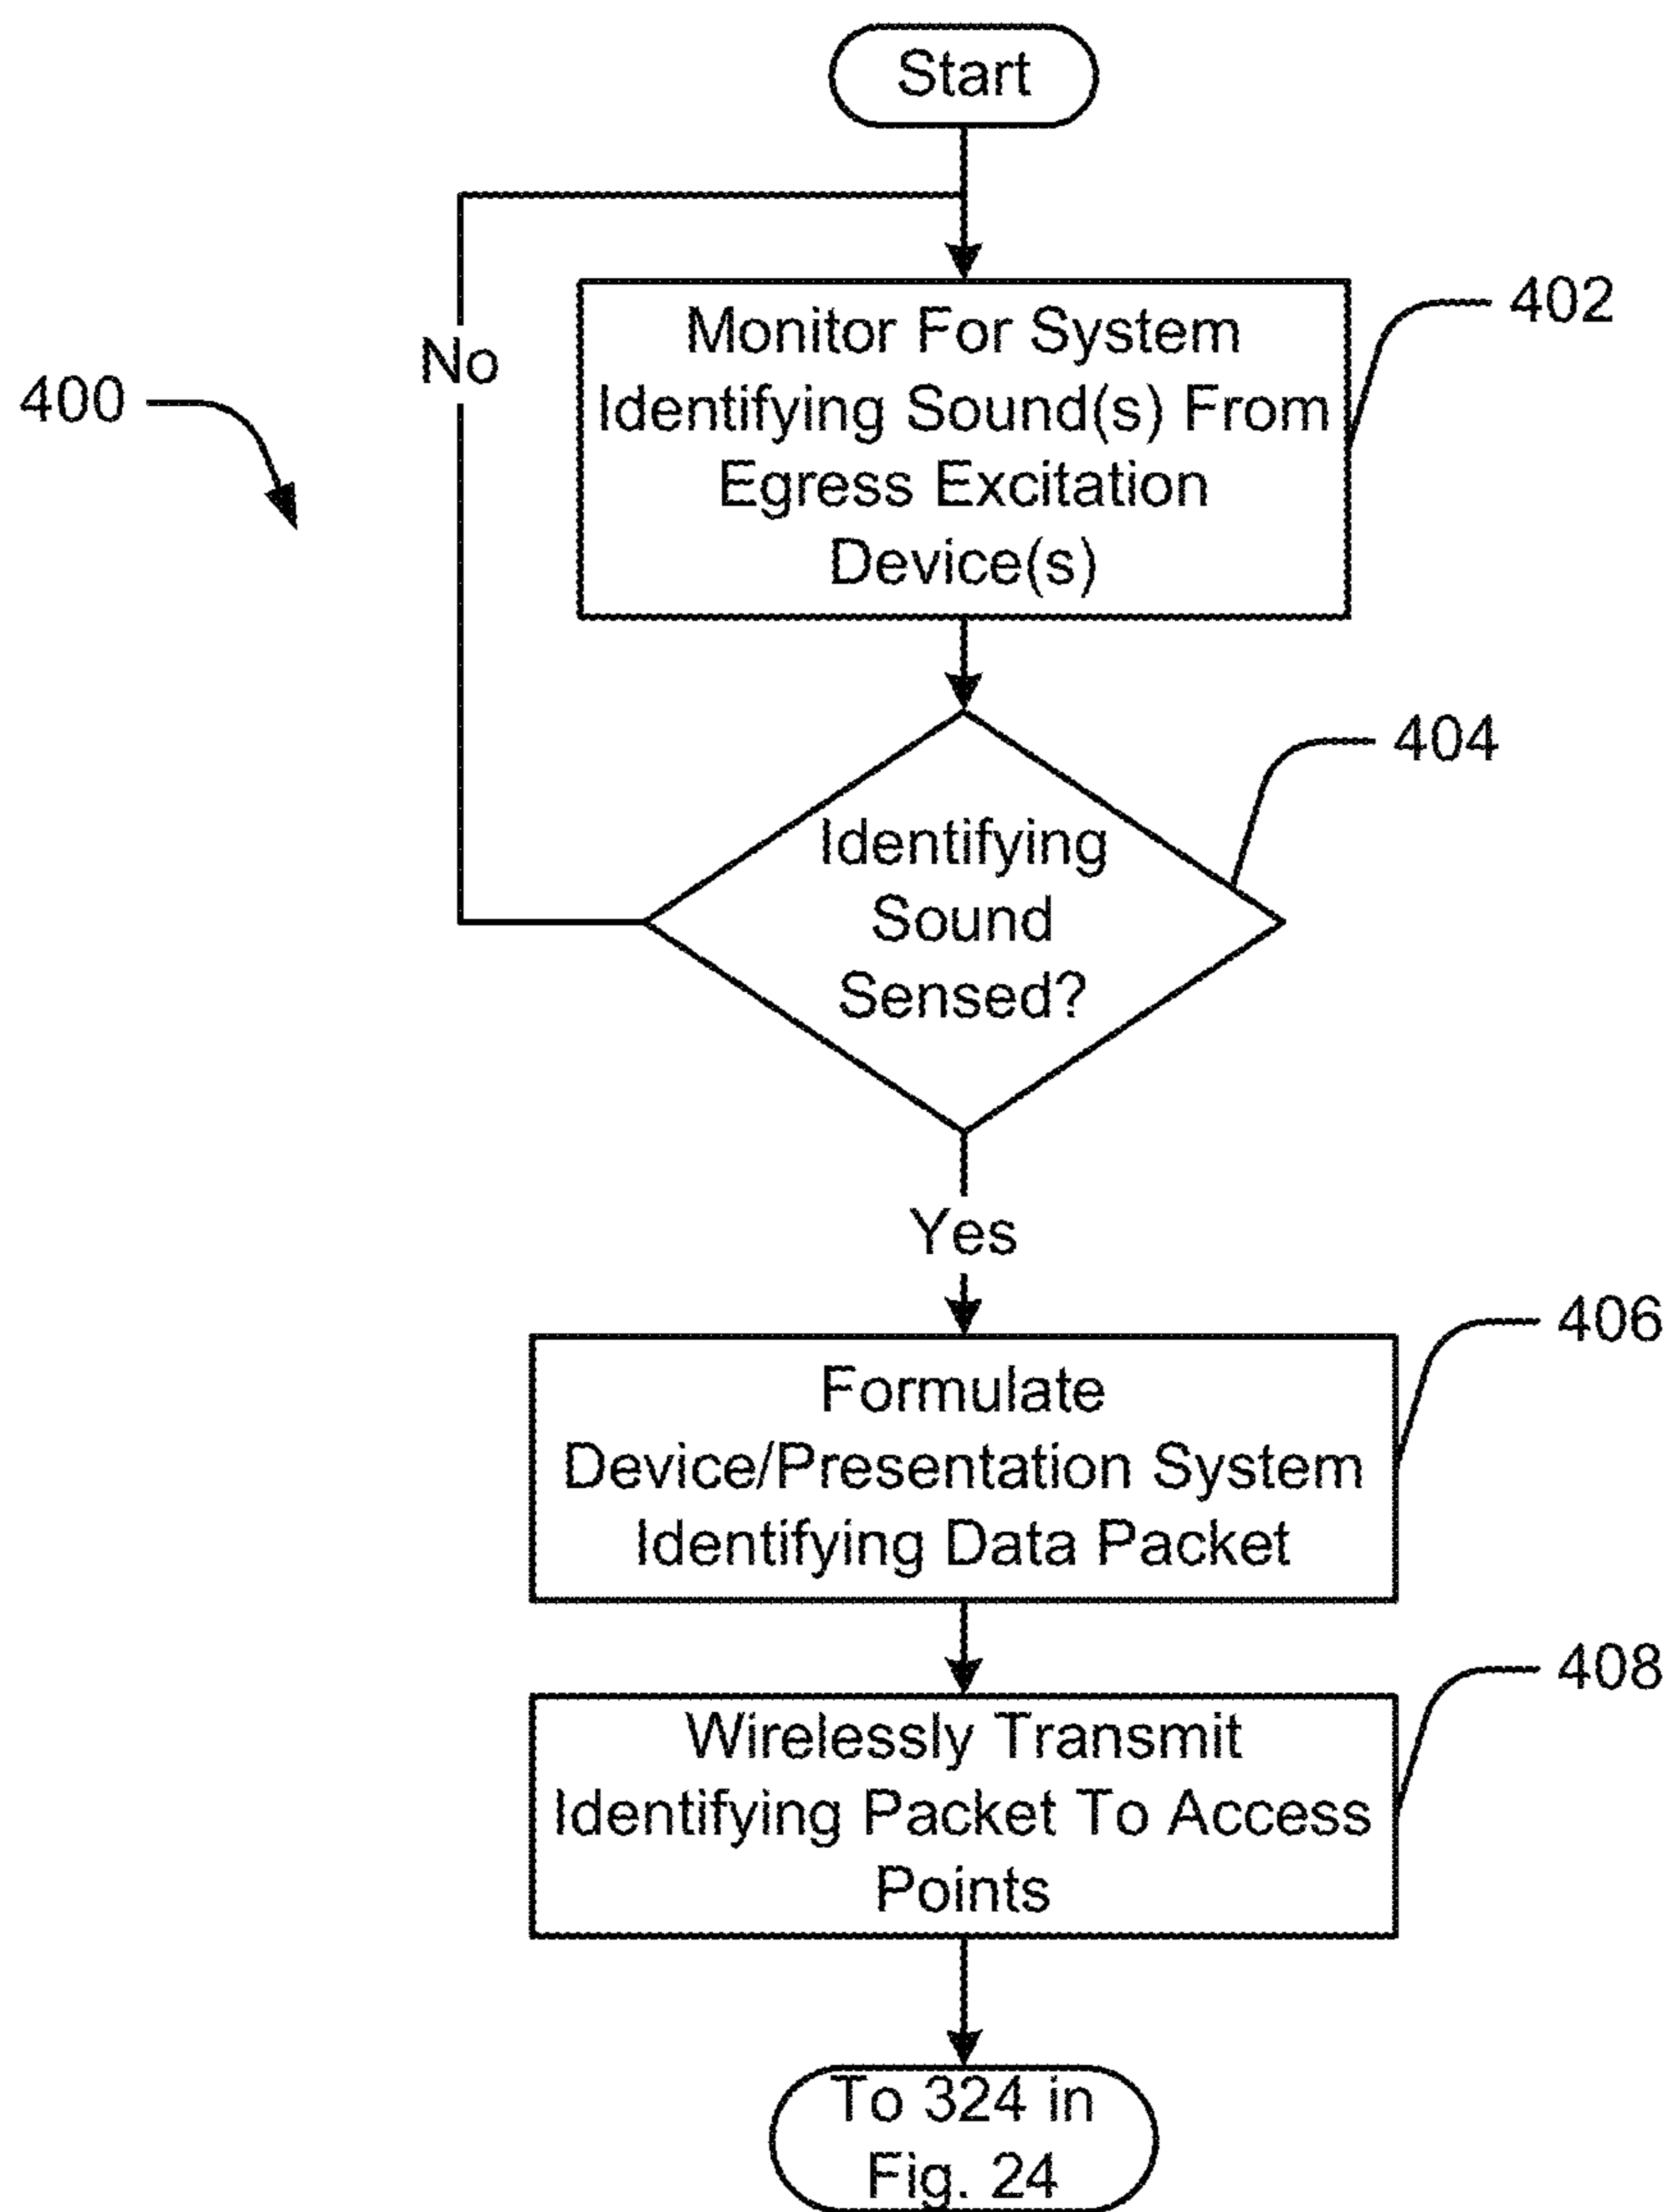 Start
Monitor For System
Identifying Sound(s) From
Egress Excitation
Device(s)
402
No
400
Identifying
Sound
Sensed?
404
Yes
Formulate
Device/Presentation System
Identifying Data Packet
406
Wirelessly Transmit
Identifying Packet To Access
Points
408
To 324 in
Fig. 24